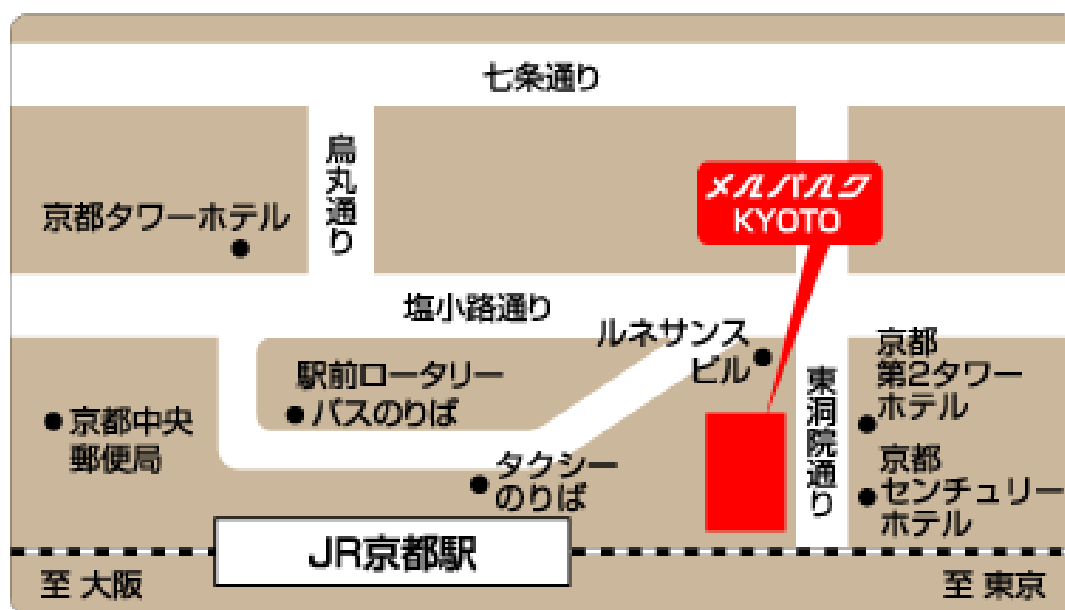 七条通り
烏丸通り
メルパルク
KYOTO
京都タワーホテル
塩小路通り
ルネサンス
ビル
京都
第2タワー
ホテル
駅前ロータリー
バスのりば
東洞院通り
京都中央
郵便局
タクシー
のりば
京都
センチュリー
ホテル
JR京都駅
至 大阪
至 東京